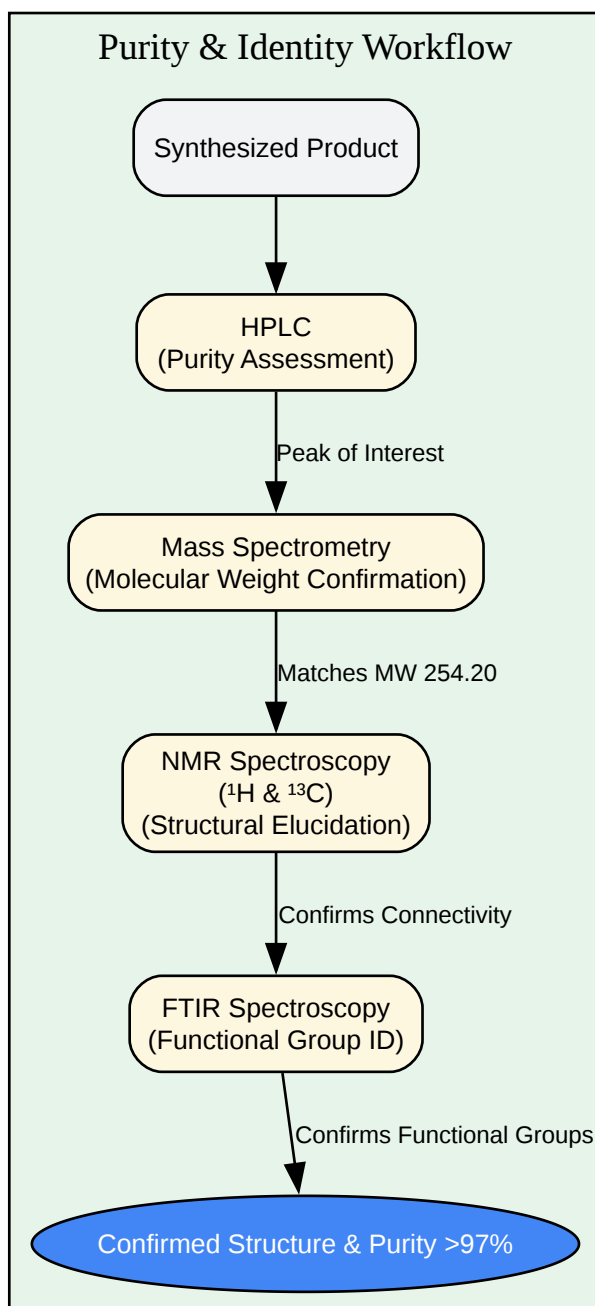 Purity & Identity Workflow
Synthesized Product
HPLC
(Purity Assessment)
Peak of Interest
Mass Spectrometry
(Molecular Weight Confirmation)
Matches MW 254.20
NMR Spectroscopy
(¹H & ¹³C)
(Structural Elucidation)
Confirms Connectivity
FTIR Spectroscopy
(Functional Group ID)
Confirms Functional Groups
Confirmed Structure & Purity >97%